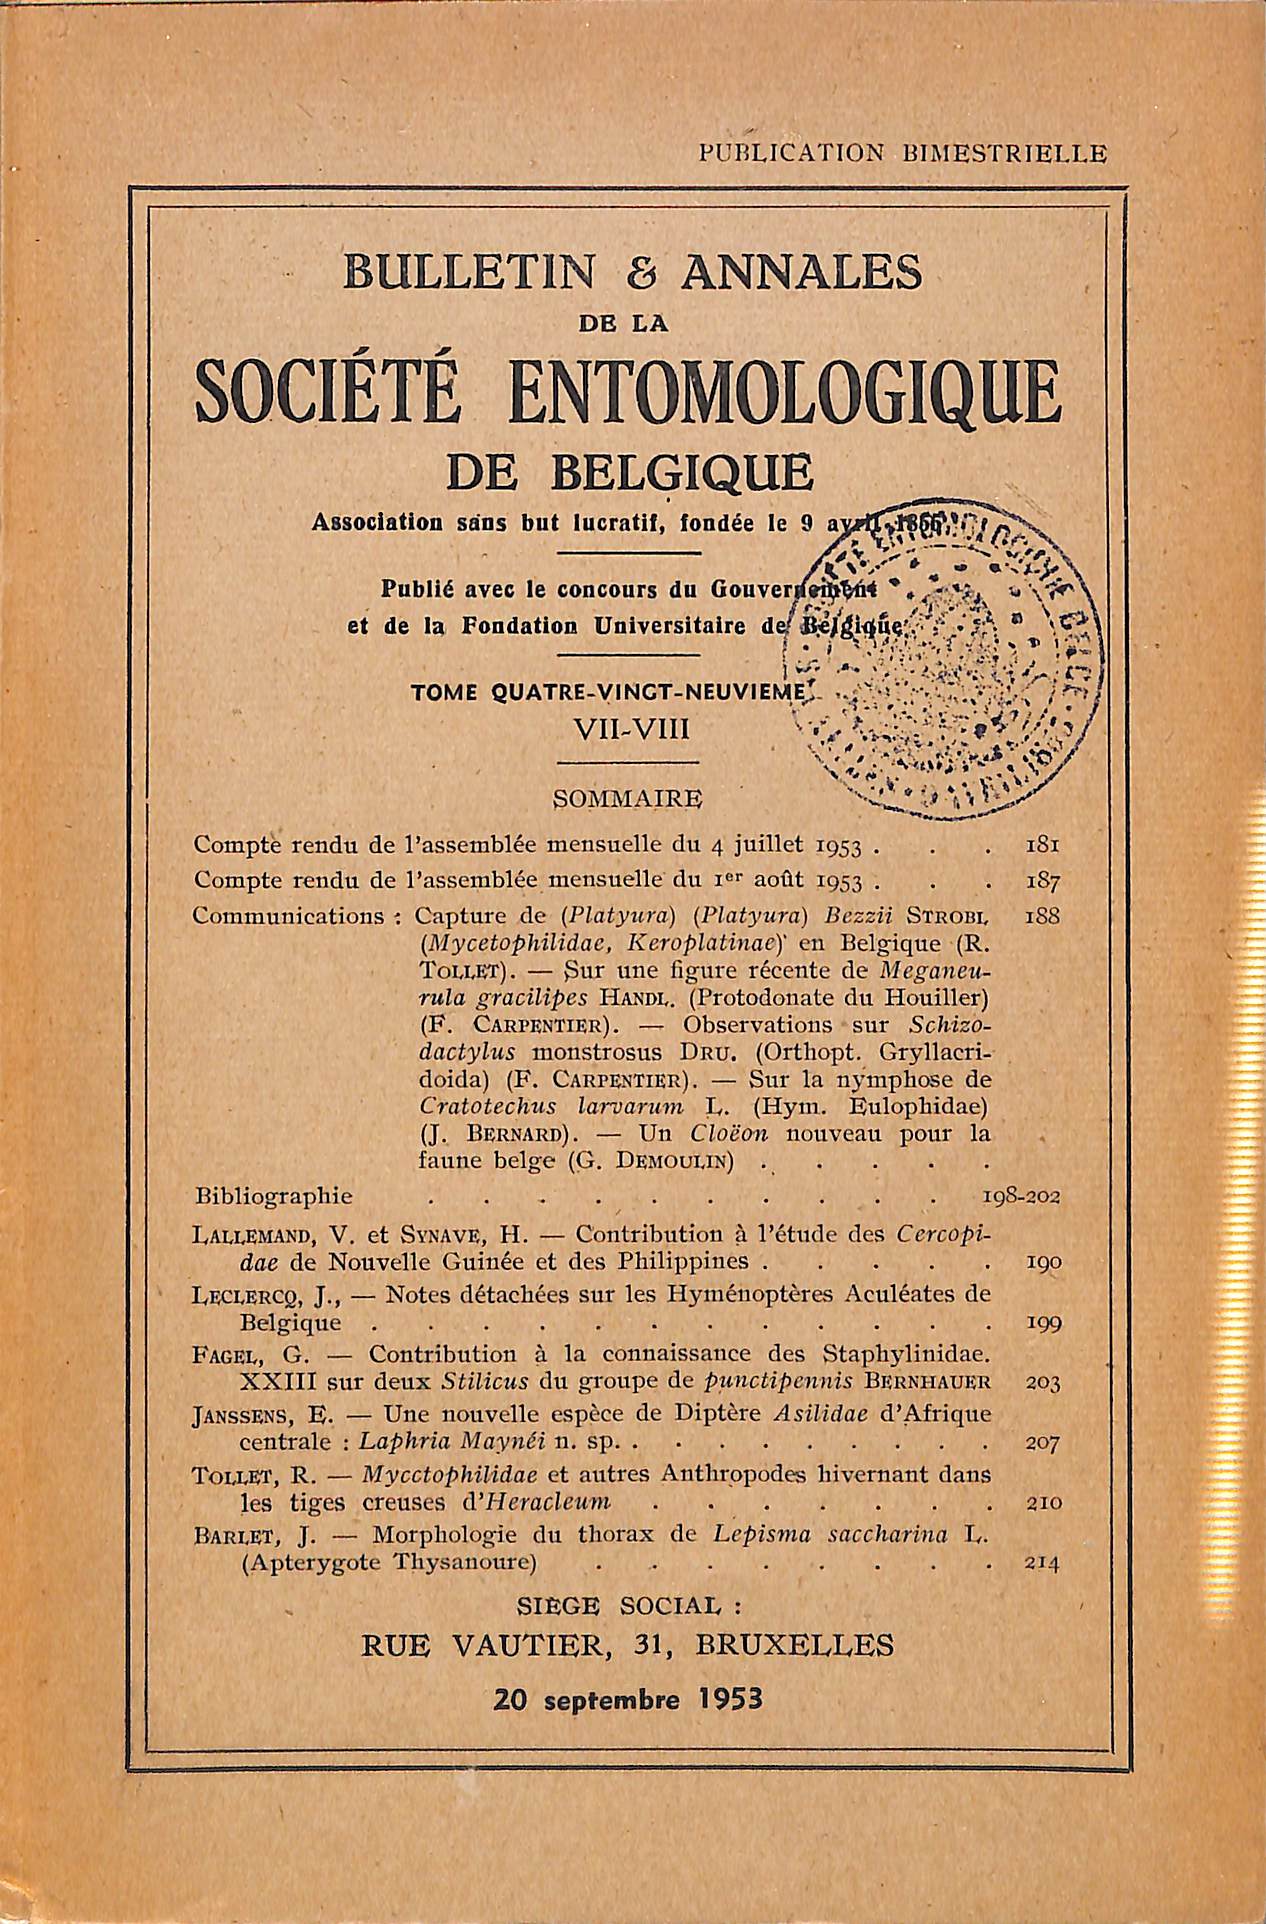 PUBLICATION BIMESTRIELLE
BULLETIN & ANNALES
DE LA
SOCIÉTÉ ENTOMOLOGIQUE
DE BELGIQUE
Association sans but lucratif, fondée le 9 avril 1855
Publié avec le concours du Gouvernement
et de la Fondation Universitaire de Belgique
TOME QUATRE-VINGT-NEUVIEME
VII-VIII
SOMMAIRE
Compte rendu de l'assemblée mensuelle du 4 juillet 1953 . . . 181
Compte rendu de l'assemblée mensuelle du 1er août 1953 . . . 187
Communications : Capture de (Platyura) (Platyura) Bezzii STROBL 188
(Mycetophilidae, Keroplatinae) en Belgique (R.
TOLLET). — Sur une figure récente de Meganeu-
rula gracilipes HANDL. (Protodonate du Houiller)
(F. CARPENTIER). — Observations sur Schizo-
dactylus monstrosus DRU. (Orthopt. Gryllacri-
doida) (F. CARPENTIER). — Sur la nymphose de
Cratotechus larvarum L. (Hym. Eulophidae)
(J. BERNARD). — Un Cloëon nouveau pour la
faune belge (G. DEMOULIN) . . . . .
Bibliographie . . . . . . . . . . 198-202
LALLEMAND, V. et SYNAVE, H. — Contribution à l'étude des Cercopi-
dae de Nouvelle Guinée et des Philippines . . . . . 190
LECLERCQ, J., — Notes détachées sur les Hyménoptères Aculéates de
Belgique . . . . . . . . . . . . 199
FAGEL, G. — Contribution à la connaissance des Staphylinidae.
XXIII sur deux Stilicus du groupe de punctipennis BERNHAUER 203
JANSSENS, E. — Une nouvelle espèce de Diptère Asilidae d'Afrique
centrale : Laphria Maynéi n. sp. . . . . . . . 207
TOLLET, R. — Mycctophilidae et autres Anthropodes hivernant dans
les tiges creuses d'Heracleum . . . . . . . 210
BARLET, J. — Morphologie du thorax de Lepisma saccharina L.
(Apterygote Thysanoure) . . . . . . . . 214
SIÈGE SOCIAL :
RUE VAUTIER, 31, BRUXELLES
20 septembre 1953
SOCIÉTÉ ENTOMOLOGIQUE BELGE